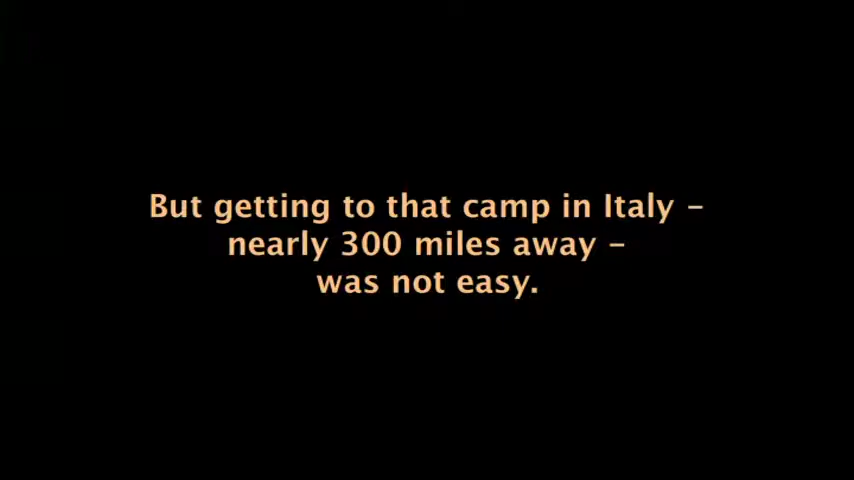 But getting to that camp in Italy –
nearly 300 miles away –
was not easy.